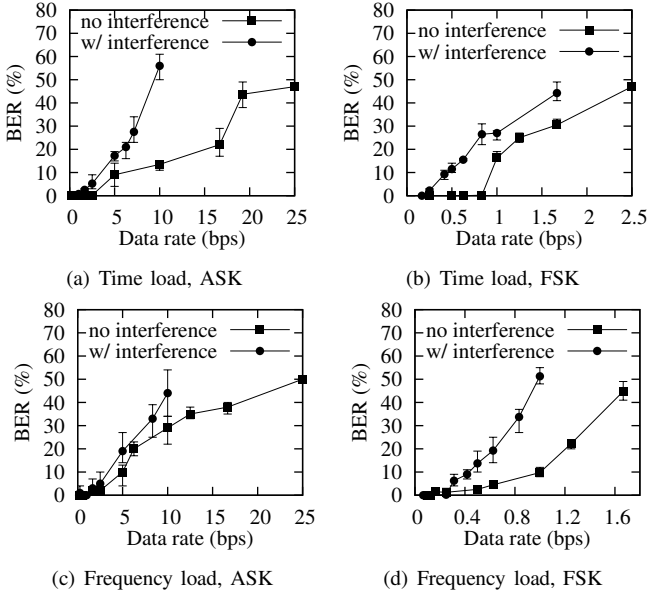 80
70
60
50
40
30
20
10
0
BER (%)
no interference
w/ interference
0 5 10 15 20 25
Data rate (bps)
(a) Time load, ASK
80
70
60
50
40
30
20
10
0
BER (%)
no interference
w/ interference
0 0.5 1 1.5 2 2.5
Data rate (bps)
(b) Time load, FSK
80
70
60
50
40
30
20
10
0
BER (%)
no interference
w/ interference
0 5 10 15 20 25
Data rate (bps)
(c) Frequency load, ASK
80
70
60
50
40
30
20
10
0
BER (%)
no interference
w/ interference
0 0.4 0.8 1.2 1.6
Data rate (bps)
(d) Frequency load, FSK